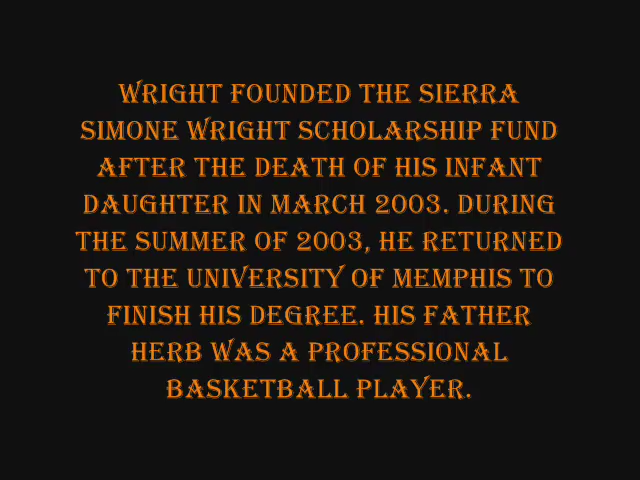 WRIGHT FOUNDED THE SIERRA
SIMONE WRIGHT SCHOLARSHIP FUND
AFTER THE DEATH OF HIS INFANT
DAUGHTER IN MARCH 2003. DURING
THE SUMMER OF 2003, HE RETURNED
TO THE UNIVERSITY OF MEMPHIS TO
FINISH HIS DEGREE. HIS FATHER
HERB WAS A PROFESSIONAL
BASKETBALL PLAYER.